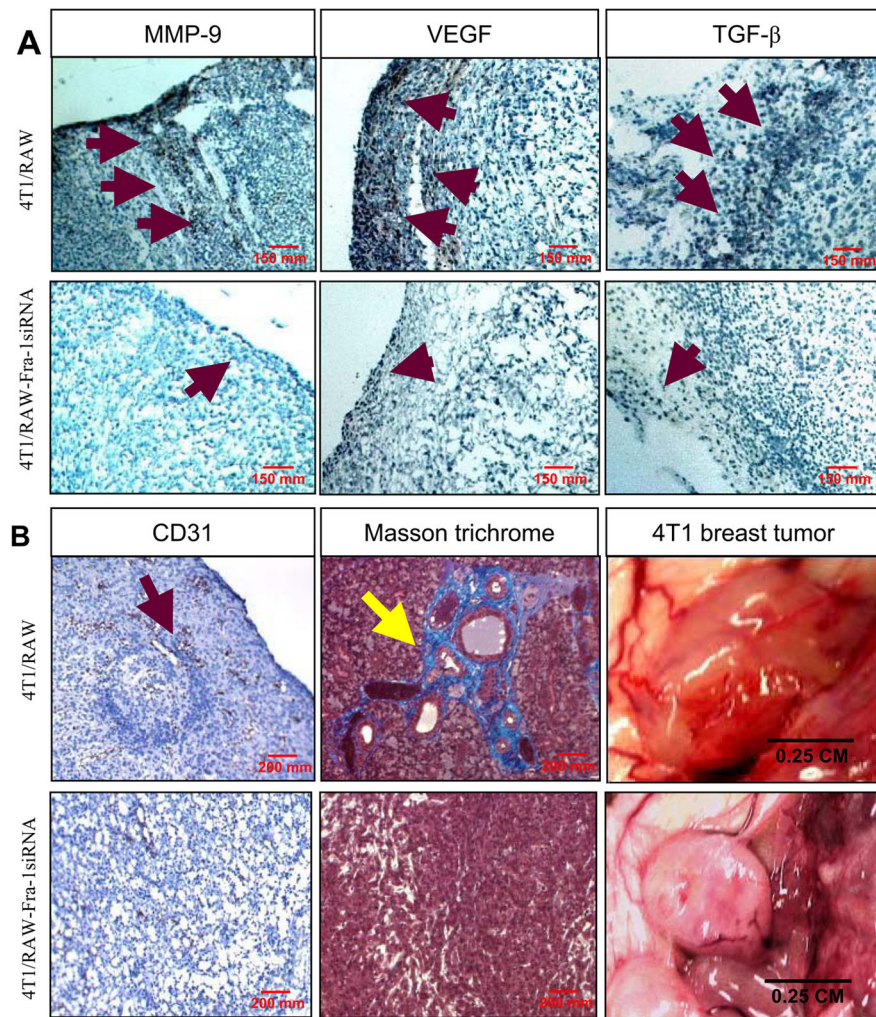 A
MMP-9
VEGF
TGF-β
4T1/RAW
150 mm
150 mm
150 mm
4T1/RAW-Fra-1siRNA
150 mm
150 mm
150 mm
B
CD31
Masson trichrome
4T1 breast tumor
4T1/RAW
200 mm
200 mm
0.25 CM
4T1/RAW-Fra-1siRNA
200 mm
200 mm
0.25 CM